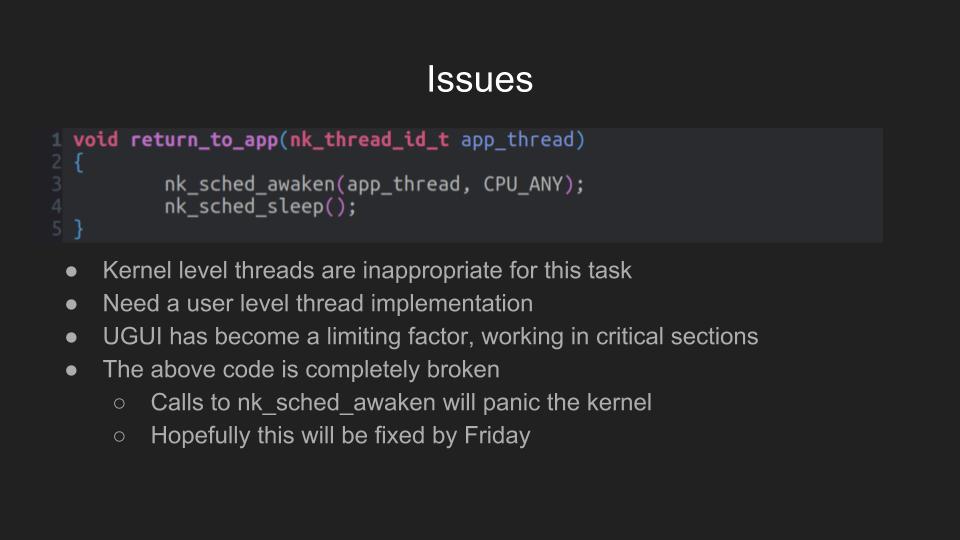 Issues
1 void return_to_app(nk_thread_id_t app_thread)
2 {
3 nk_sched_awaken(app_thread, CPU_ANY);
4 nk_sched_sleep();
5 }
● Kernel level threads are inappropriate for this task
● Need a user level thread implementation
● UGUI has become a limiting factor, working in critical sections
● The above code is completely broken
○ Calls to nk_sched_awaken will panic the kernel
○ Hopefully this will be fixed by Friday